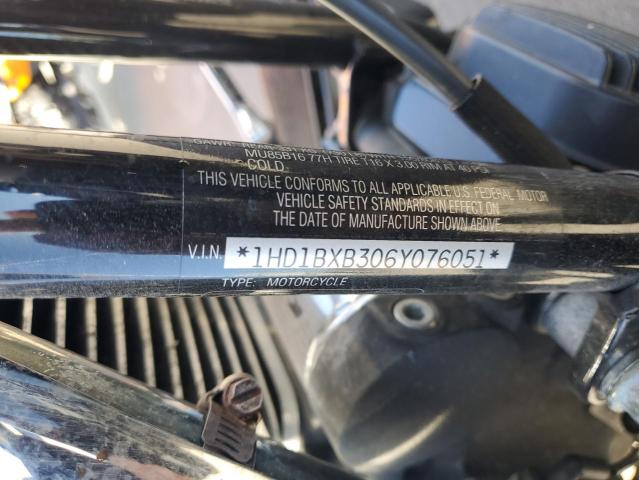 MU85B16 77H TIRE T16 X 3.00 RIM AT 40 PSI
COLD
THIS VEHICLE CONFORMS TO ALL APPLICABLE U.S. FEDERAL MOTOR
VEHICLE SAFETY STANDARDS IN EFFECT ON
THE DATE OF MANUFACTURE SHOWN ABOVE
V.I.N. *1HD1BXB306Y076051*
TYPE: MOTORCYCLE